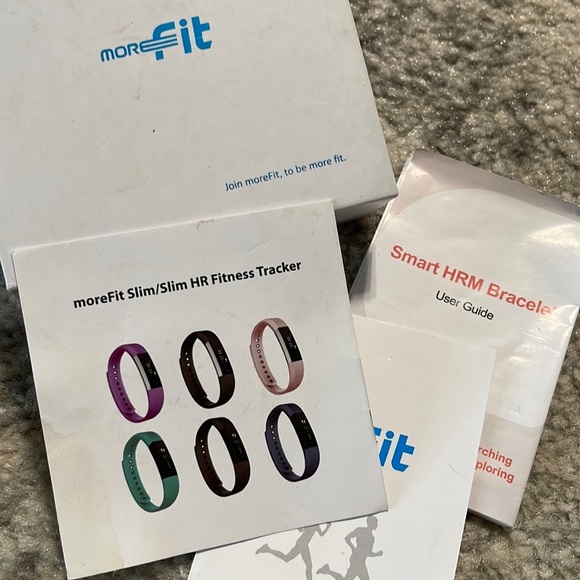 MOREFit
Join moreFit, to be more fit.
moreFit Slim/Slim HR Fitness Tracker
Smart HRM Bracele
User Guide
it
rching
ploring